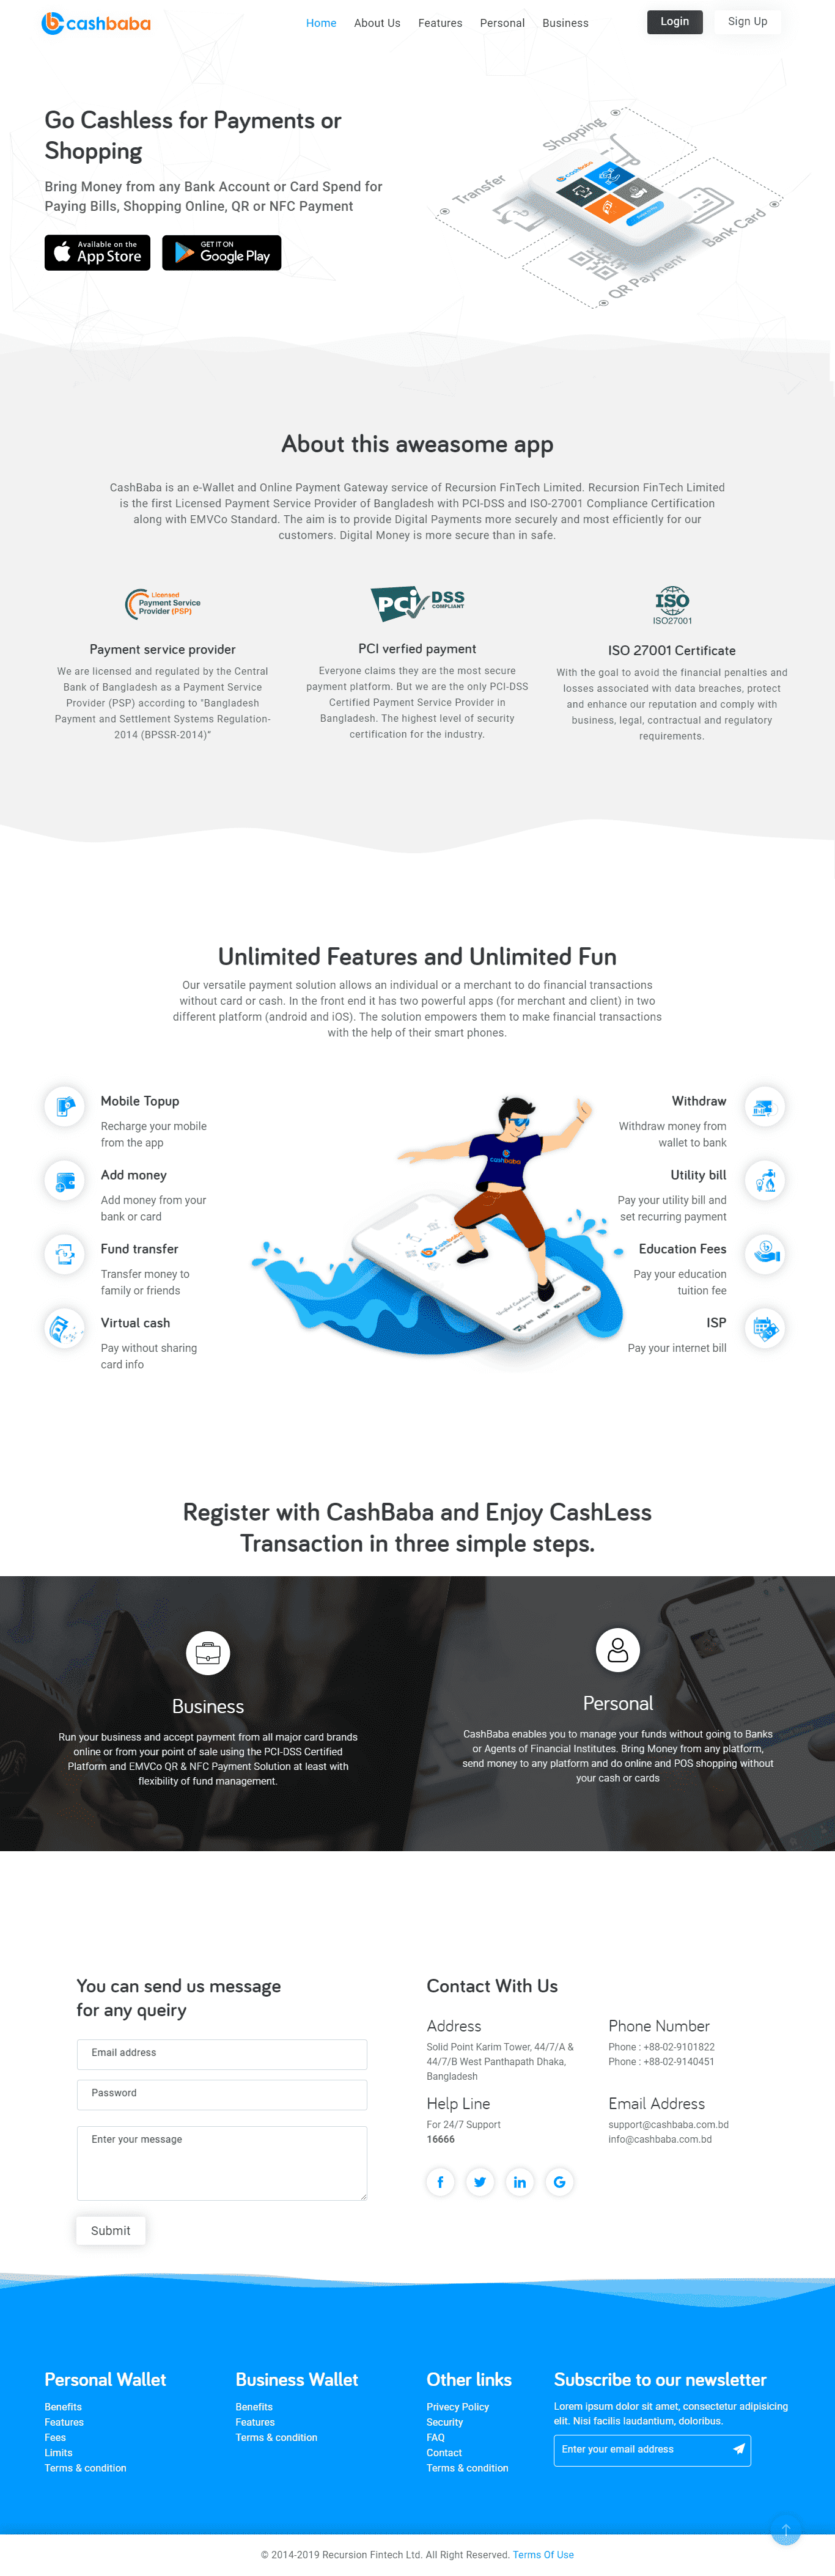 cashbaba
Home About Us Features Personal Business
Login Sign Up
Go Cashless for Payments or
Shopping
Bring Money from any Bank Account or Card Spend for
Paying Bills, Shopping Online, QR or NFC Payment
Available on the
App Store
GET IT ON
Google Play
Shopping
Transfer
cashbaba
Bank Card
QR Payment
About this aweasome app
CashBaba is an e-Wallet and Online Payment Gateway service of Recursion FinTech Limited. Recursion FinTech Limited
is the first Licensed Payment Service Provider of Bangladesh with PCI-DSS and ISO-27001 Compliance Certification
along with EMVCo Standard. The aim is to provide Digital Payments more securely and most efficiently for our
customers. Digital Money is more secure than in safe.
Licensed
Payment Service
Provider (PSP)
PCI DSS
COMPLIANT
ISO
ISO27001
Payment service provider
We are licensed and regulated by the Central
Bank of Bangladesh as a Payment Service
Provider (PSP) according to "Bangladesh
Payment and Settlement Systems Regulation-
2014 (BPSSR-2014)"
PCI verfied payment
Everyone claims they are the most secure
payment platform. But we are the only PCI-DSS
Certified Payment Service Provider in
Bangladesh. The highest level of security
certification for the industry.
ISO 27001 Certificate
With the goal to avoid the financial penalties and
losses associated with data breaches, protect
and enhance our reputation and comply with
business, legal, contractual and regulatory
requirements.
Unlimited Features and Unlimited Fun
Our versatile payment solution allows an individual or a merchant to do financial transactions
without card or cash. In the front end it has two powerful apps (for merchant and client) in two
different platform (android and iOS). The solution empowers them to make financial transactions
with the help of their smart phones.
Mobile Topup
Recharge your mobile
from the app
Add money
Add money from your
bank or card
Fund transfer
Transfer money to
family or friends
Virtual cash
Pay without sharing
card info
cashbaba
cashbaba
Withdraw
Withdraw money from
wallet to bank
Utility bill
Pay your utility bill and
set recurring payment
Education Fees
Pay your education
tuition fee
ISP
Pay your internet bill
Register with CashBaba and Enjoy CashLess
Transaction in three simple steps.
Business
Run your business and accept payment from all major card brands
online or from your point of sale using the PCI-DSS Certified
Platform and EMVCo QR & NFC Payment Solution at least with
flexibility of fund management.
Personal
CashBaba enables you to manage your funds without going to Banks
or Agents of Financial Institutes. Bring Money from any platform,
send money to any platform and do online and POS shopping without
your cash or cards
You can send us message
for any queiry
Email address
Password
Enter your message
Submit
Contact With Us
Address
Solid Point Karim Tower, 44/7/A &
44/7/B West Panthapath Dhaka,
Bangladesh
Phone Number
Phone : +88-02-9101822
Phone : +88-02-9140451
Help Line
For 24/7 Support
16666
Email Address
support@cashbaba.com.bd
info@cashbaba.com.bd
Personal Wallet
Benefits
Features
Fees
Limits
Terms & condition
Business Wallet
Benefits
Features
Terms & condition
Other links
Privecy Policy
Security
FAQ
Contact
Terms & condition
Subscribe to our newsletter
Lorem ipsum dolor sit amet, consectetur adipisicing
elit. Nisi facilis laudantium, doloribus.
Enter your email address
© 2014-2019 Recursion Fintech Ltd. All Right Reserved. Terms Of Use